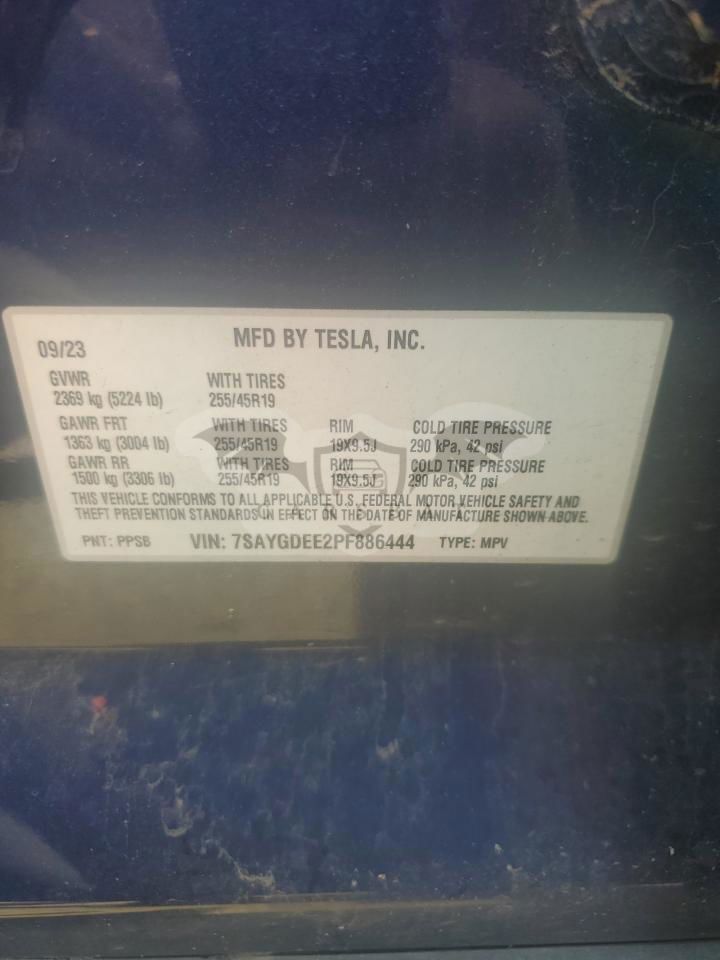 MFD BY TESLA, INC.
09/23
GVWR WITH TIRES
2369 kg (5224 lb) 255/45R19
GAWR FRT WITH TIRES RIM COLD TIRE PRESSURE
1363 kg (3004 lb) 255/45R19 19X9.5J 290 kPa, 42 psi
GAWR RR WITH TIRES RIM COLD TIRE PRESSURE
1500 kg (3306 lb) 255/45R19 19X9.5J 290 kPa, 42 psi
THIS VEHICLE CONFORMS TO ALL APPLICABLE U.S. FEDERAL MOTOR VEHICLE SAFETY AND
THEFT PREVENTION STANDARDS IN EFFECT ON THE DATE OF MANUFACTURE SHOWN ABOVE.
PNT: PPSB VIN: 7SAYGDEE2PF886444 TYPE: MPV